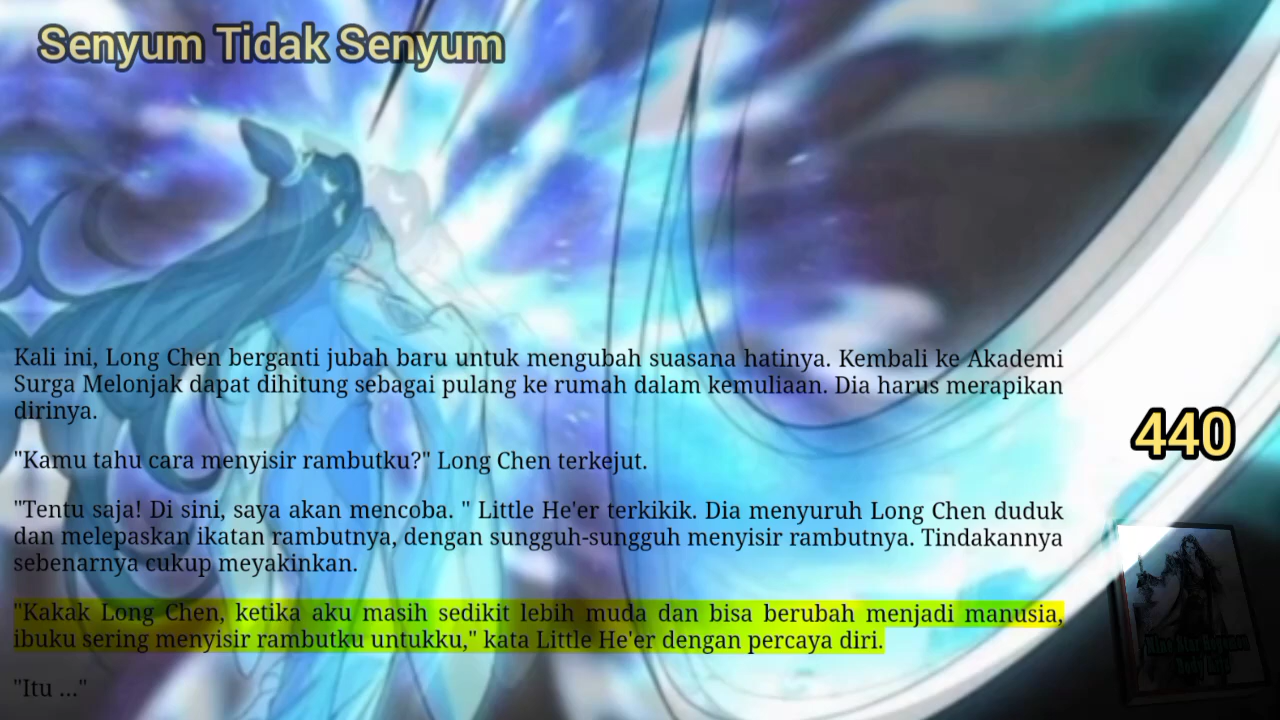 Senyum Tidak Senyum
Kali ini, Long Chen berganti jubah baru untuk mengubah suasana hatinya. Kembali ke Akademi
Surga Melonjak dapat dihitung sebagai pulang ke rumah dalam kemuliaan. Dia harus merapikan
dirinya.
440
"Kamu tahu cara menyisir rambutku?" Long Chen terkejut.
"Tentu saja! Di sini, saya akan mencoba. " Little He'er terkikik. Dia menyuruh Long Chen duduk
dan melepaskan ikatan rambutnya, dengan sungguh-sungguh menyisir rambutnya. Tindakannya
sebenarnya cukup meyakinkan.
"Kakak Long Chen, ketika aku masih sedikit lebih muda dan bisa berubah menjadi manusia,
ibuku sering menyisir rambutku untukku," kata Little He'er dengan percaya diri.
"Itu ..."